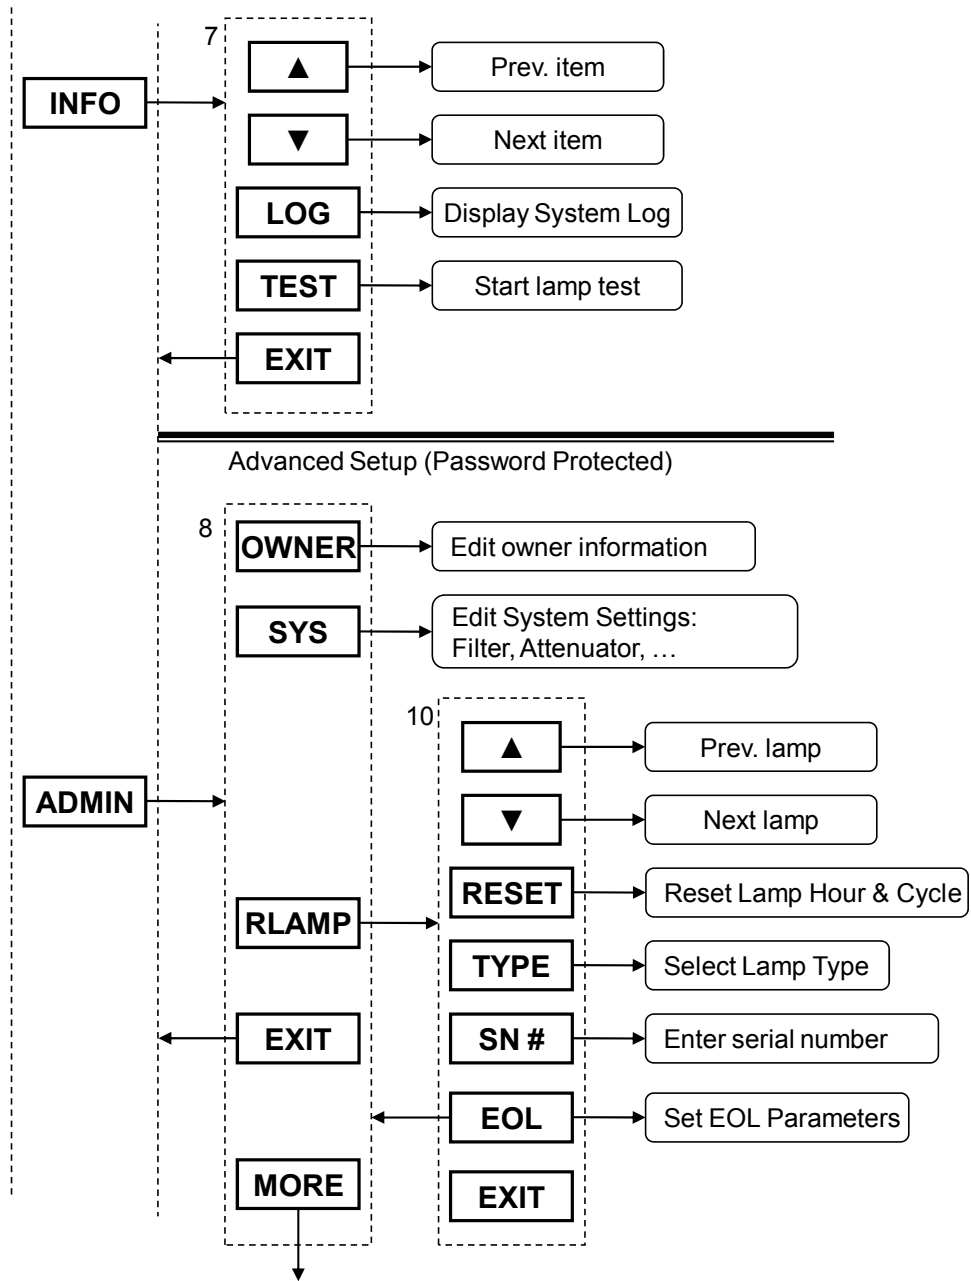 7
▲
Prev. item
INFO
▼
Next item
LOG
Display System Log
TEST
Start lamp test
EXIT
Advanced Setup (Password Protected)
8
OWNER
Edit owner information
SYS
Edit System Settings:
Filter, Attenuator, …
10
▲
Prev. lamp
ADMIN
▼
Next lamp
RESET
Reset Lamp Hour & Cycle
RLAMP
TYPE
Select Lamp Type
EXIT
SN #
Enter serial number
EOL
Set EOL Parameters
MORE
EXIT